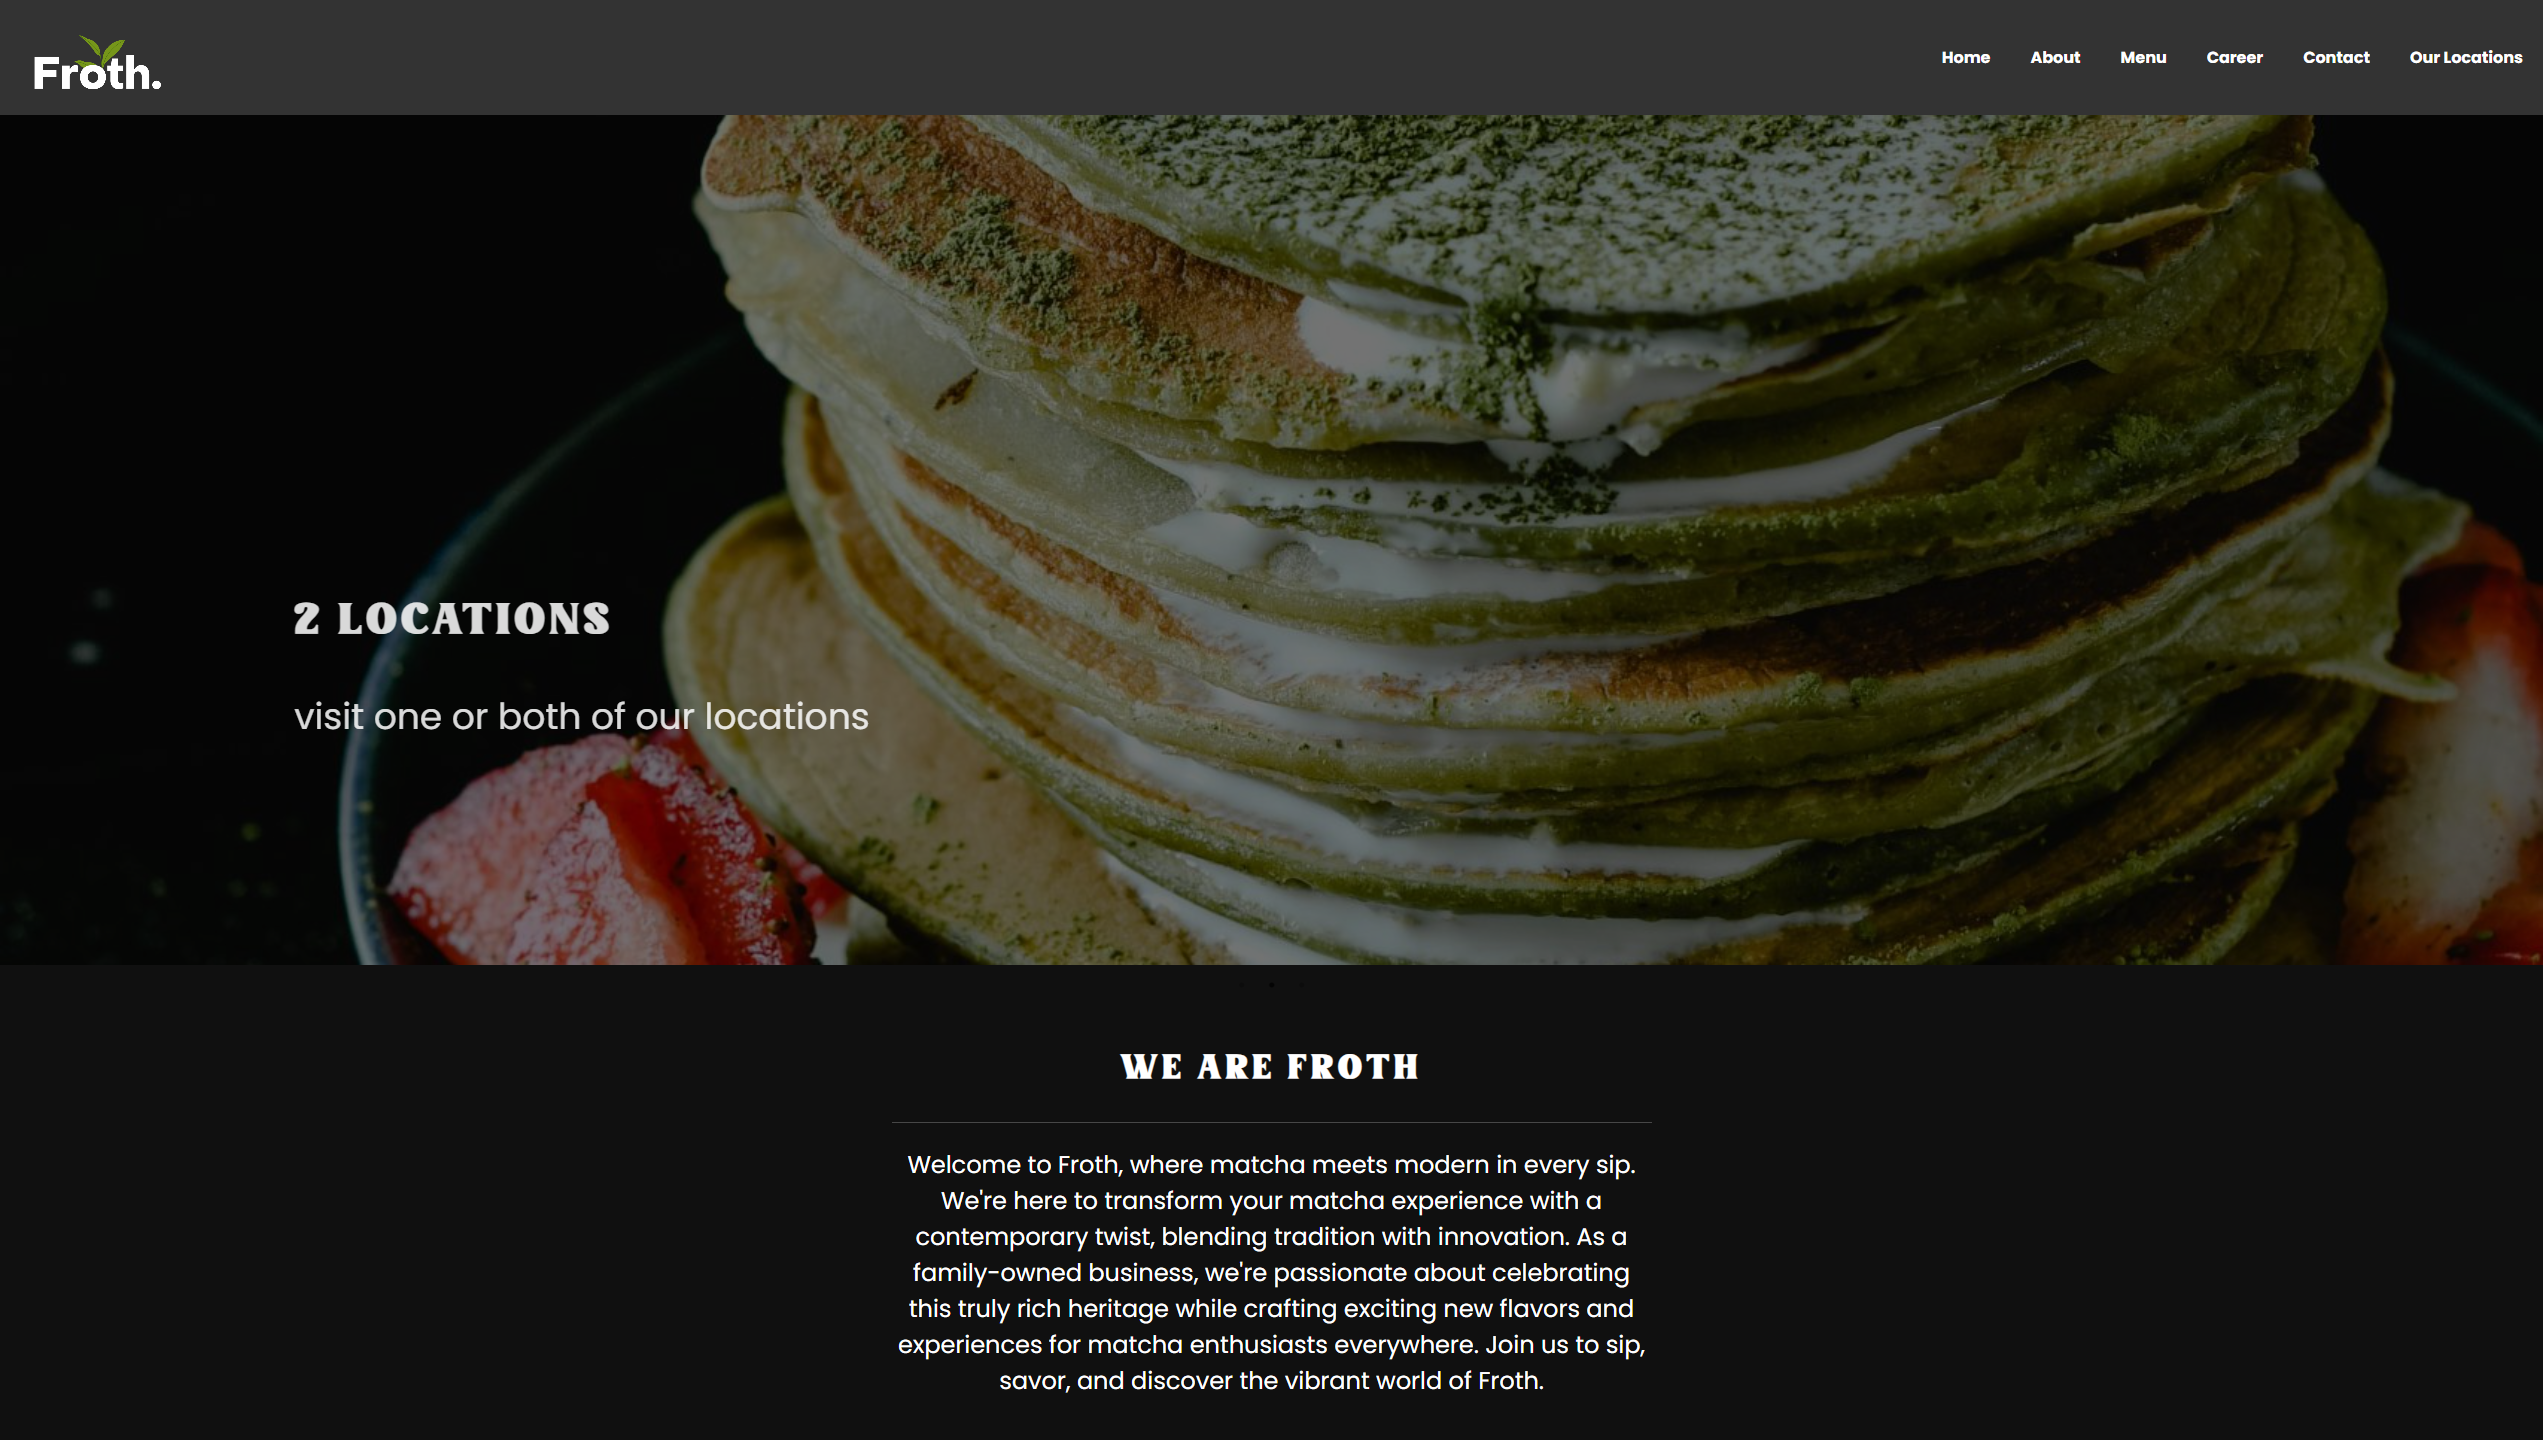 Froth.
Home About Menu Career Contact Our Locations
2 LOCATIONS
visit one or both of our locations
WE ARE FROTH
Welcome to Froth, where matcha meets modern in every sip.
We're here to transform your matcha experience with a
contemporary twist, blending tradition with innovation. As a
family-owned business, we're passionate about celebrating
this truly rich heritage while crafting exciting new flavors and
experiences for matcha enthusiasts everywhere. Join us to sip,
savor, and discover the vibrant world of Froth.